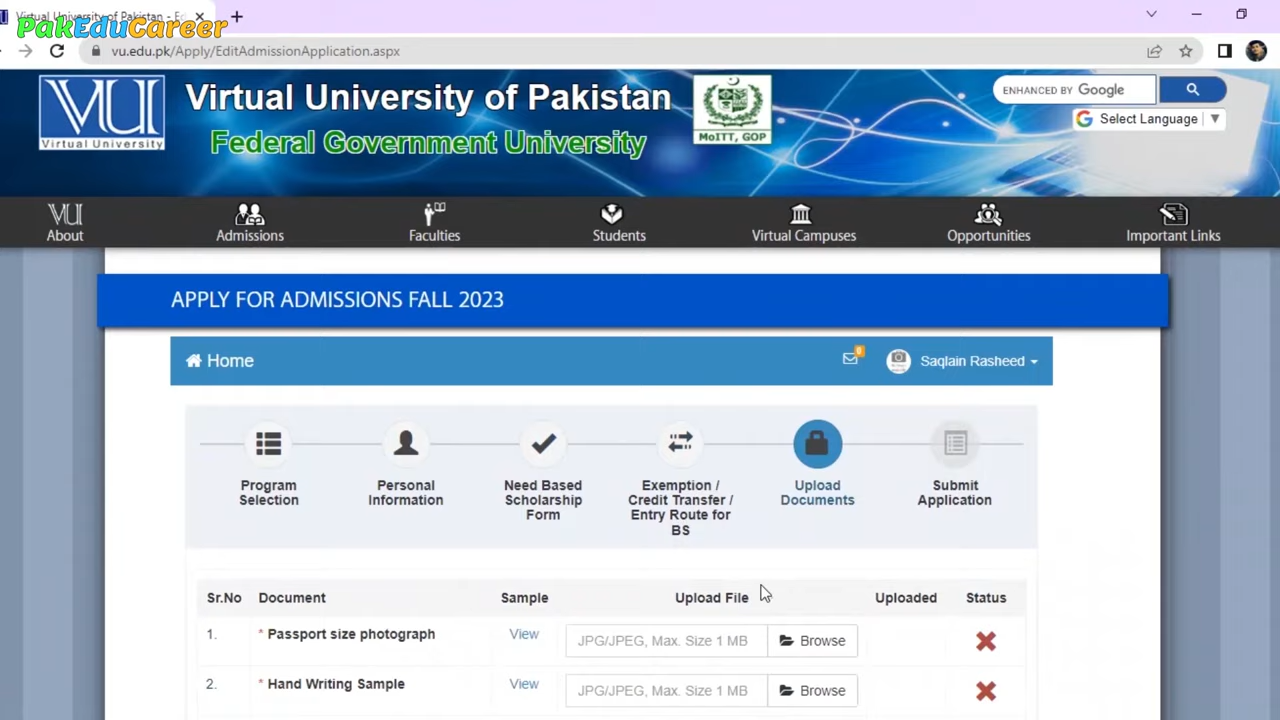 Virtual University of Pakistan - F
PakEduCareer
vu.edu.pk/Apply/EditAdmissionApplication.aspx
VU
Virtual University
Virtual University of Pakistan
Federal Government University
MoITT, GOP
ENHANCED BY Google
Select Language
VU
About
Admissions
Faculties
Students
Virtual Campuses
Opportunities
Important Links
APPLY FOR ADMISSIONS FALL 2023
Home
0
Saqlain Rasheed
Program
Selection
Personal
Information
Need Based
Scholarship
Form
Exemption /
Credit Transfer /
Entry Route for
BS
Upload
Documents
Submit
Application
Sr.No Document Sample Upload File Uploaded Status
1. * Passport size photograph View JPG/JPEG, Max. Size 1 MB Browse
2. * Hand Writing Sample View JPG/JPEG, Max. Size 1 MB Browse